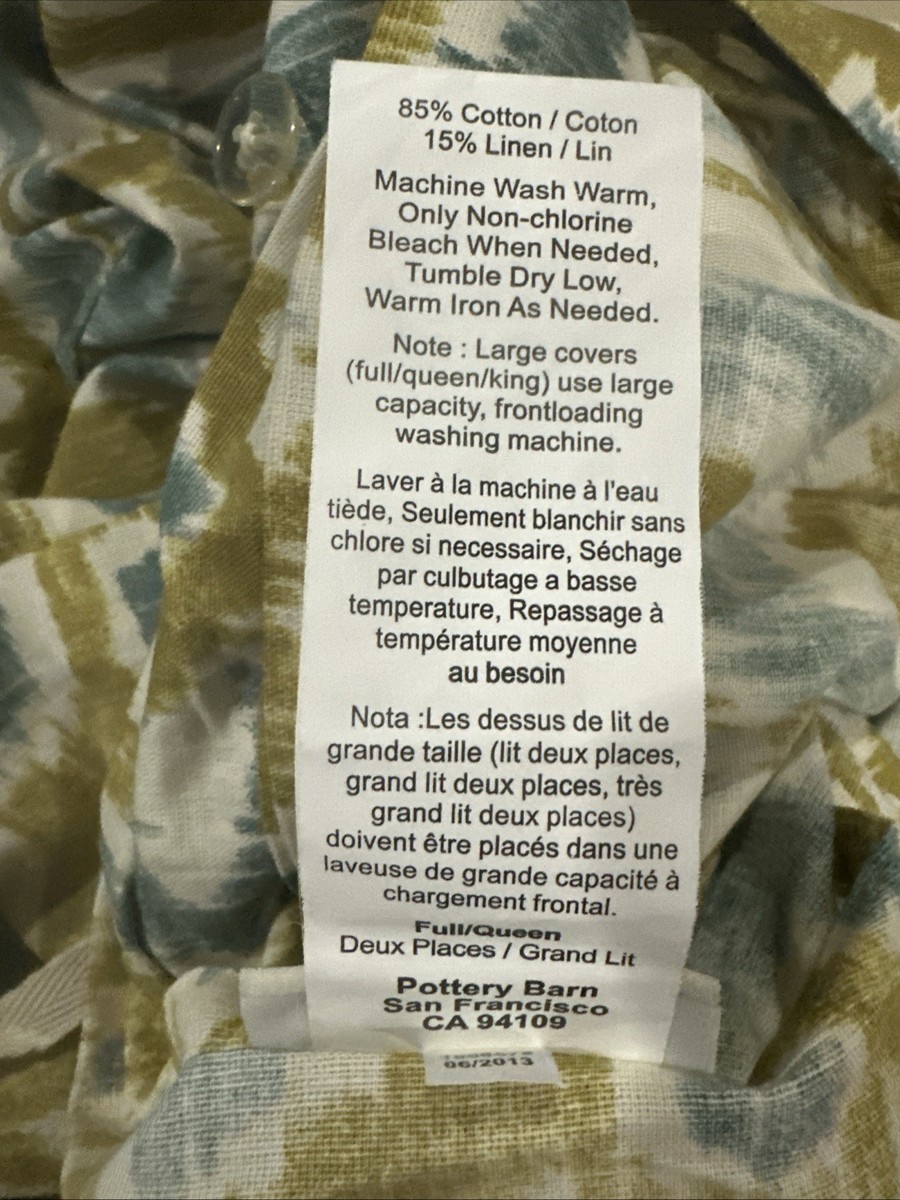 85% Cotton / Coton
15% Linen / Lin
Machine Wash Warm,
Only Non-chlorine
Bleach When Needed,
Tumble Dry Low,
Warm Iron As Needed.
Note : Large covers
(full/queen/king) use large
capacity, frontloading
washing machine.
Laver à la machine à l'eau
tiède, Seulement blanchir sans
chlore si necessaire, Séchage
par culbutage a basse
temperature, Repassage à
température moyenne
au besoin
Nota :Les dessus de lit de
grande taille (lit deux places,
grand lit deux places, très
grand lit deux places)
doivent être placés dans une
laveuse de grande capacité à
chargement frontal.
Full/Queen
Deux Places / Grand Lit
Pottery Barn
San Francisco
CA 94109
06/2013